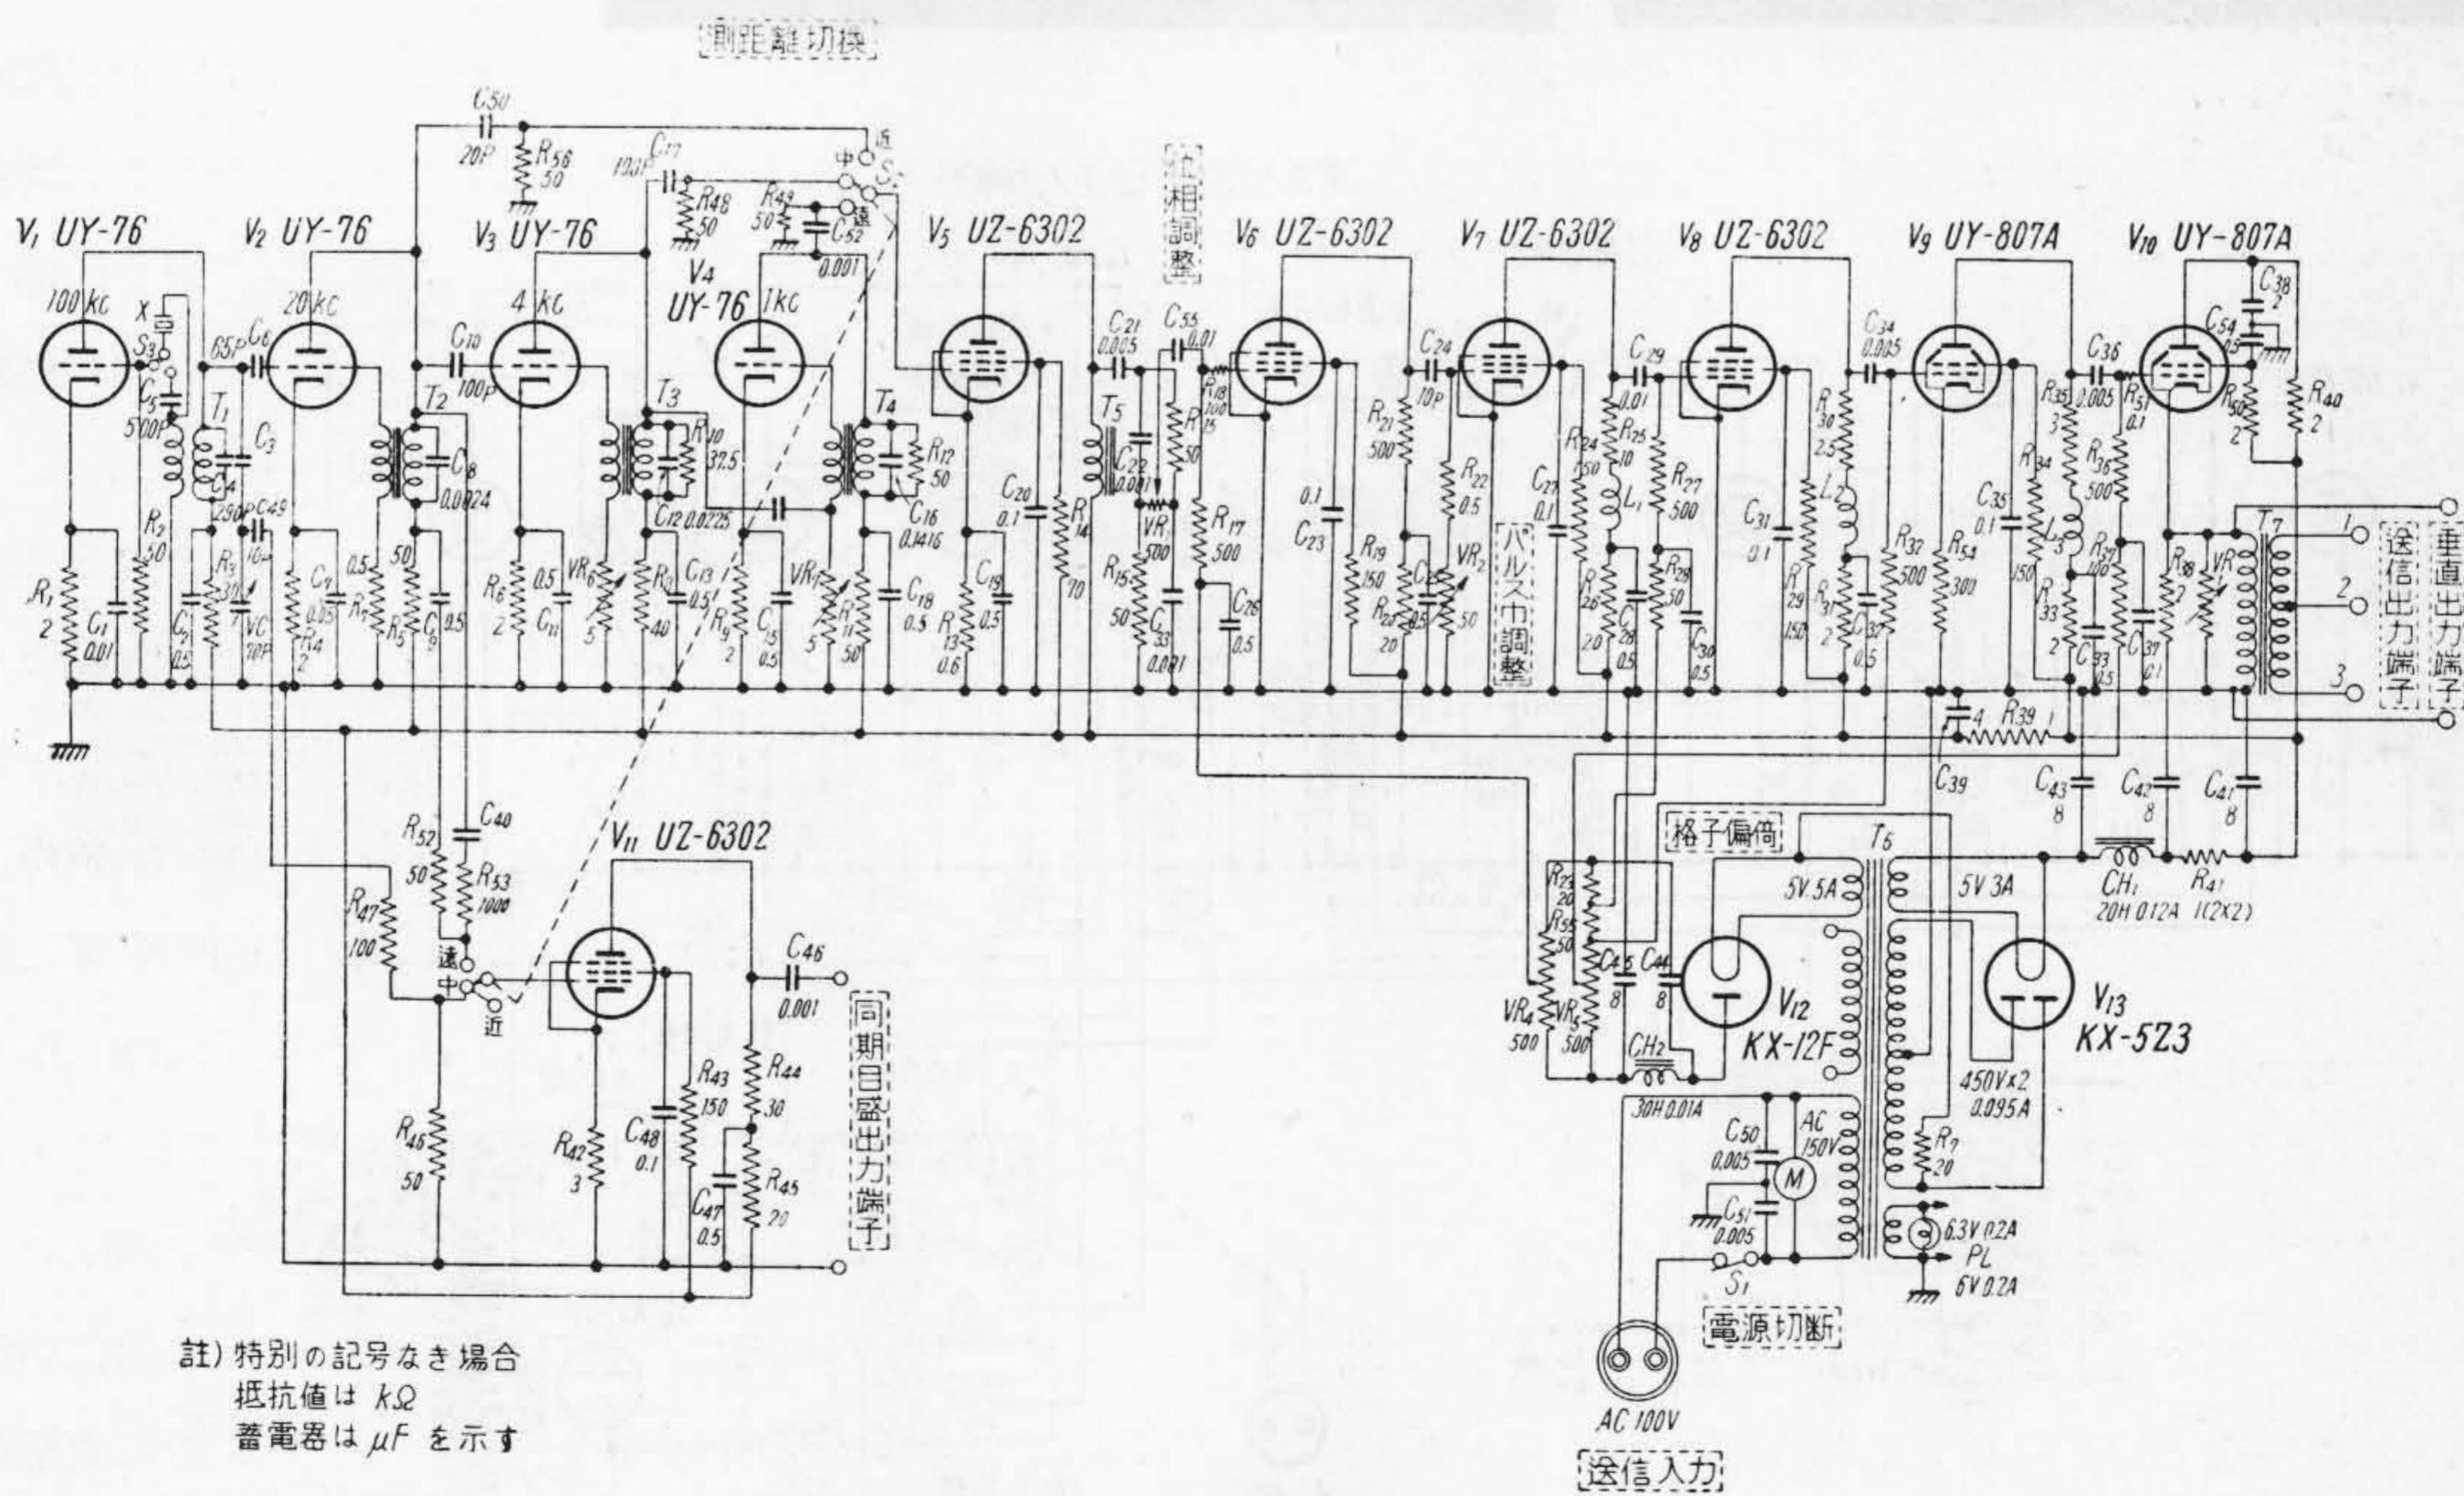 測距離切換
C50
20P
R56
50
C17
100P
R48
50
R49
50
C52
0.001
近
中
遠
位相調整
V1 UY-76
V2 UY-76
V3 UY-76
V4
UY-76
V5 UZ-6302
V6 UZ-6302
V7 UZ-6302
V8 UZ-6302
V9 UY-807A
V10 UY-807A
100kc
20kc
4kc
1kc
X
S3
C5
500P
T1
65P C6
C3
C4
290P
C49
10P
VC
70P
R1
2
C1
0.01
R2
50
C2
0.5
R3
30
R4
2
C7
0.05
T2
C8
0.0024
C10
100P
0.5
50
R5
C9
0.5
R6
2
0.5
C11
VR6
5
T3
R10
37.5
C12 0.0225
R8
40
C13
0.5
R9
2
C15
0.5
VR7
5
R11
50
T4
R12
50
C16
0.1416
C18
0.5
R13
0.6
C19
0.5
C20
0.1
R14
70
T5
C21
0.005
C55
0.01
C22
0.001
R15
50
VR1
500
R15
50
C33
0.001
R18
100
R17
500
C26
0.5
0.1
C23
R19
150
R21
500
C24
10P
R22
0.5
R20
20
0.5
VR2
50
パルス巾調整
C27
0.1
R24
150
R25
10
L1
C29
0.01
R27
500
R26
20
C28
0.5
R28
50
C30
0.5
C31
0.1
R29
150
R30
2.5
L2
R31
2
C32
0.5
C34
0.005
R32
500
R54
300
C35
0.1
R34
150
R35
3
L3
R33
2
C33
0.5
C36
0.005
R51
0.1
R36
500
R37
100
C37
0.1
C38
2
C54
0.5
R50
2
R40
2
R38
2
VR
T7
1
2
3
送信出力端子
垂直出力端子
4
R39
1
C39
C43
8
C42
8
C41
8
CH1
20H 0.12A
R41
1(2×2)
R52
50
C40
R53
1000
R47
100
遠
中
近
R46
50
V11 UZ-6302
R42
3
C48
0.1
R43
150
C46
0.001
R44
30
C47
0.5
R45
20
同期目盛出力端子
格子偏倚
R23
20
R55
50
C45
8
C44
8
VR4
500
VR5
500
CH2
30H 0.01A
V12
KX-12F
5V.5A
T6
5V 3A
V13
KX-5Z3
450V×2
0.095A
R7
20
C50
0.005
AC
150V
M
C51
0.005
S1
電源切断
6.3V 0.2A
PL
6V 0.2A
AC 100V
送信入力
註) 特別の記号なき場合
抵抗値は kΩ
蓄電器は μF を示す